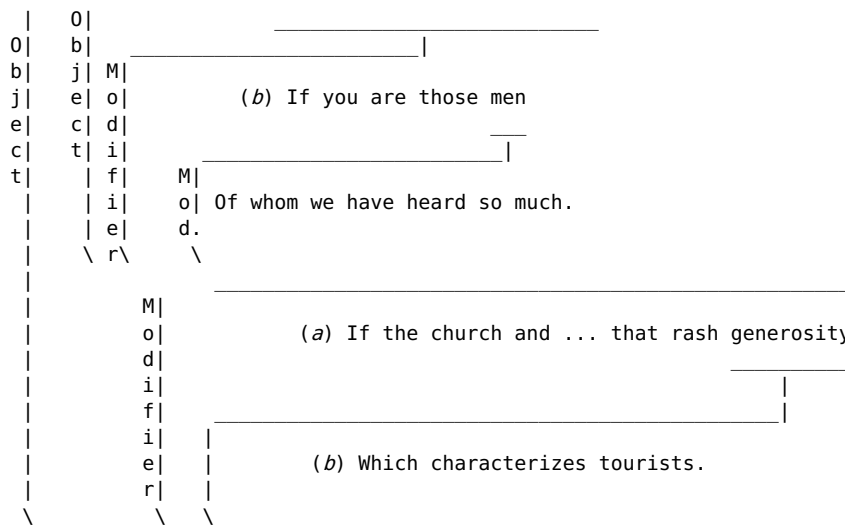 Object
Object
Modifier
(b) If you are those men
Mod.
Of whom we have heard so much.
Modifier
(a) If the church and ... that rash generosity
(b) Which characterizes tourists.